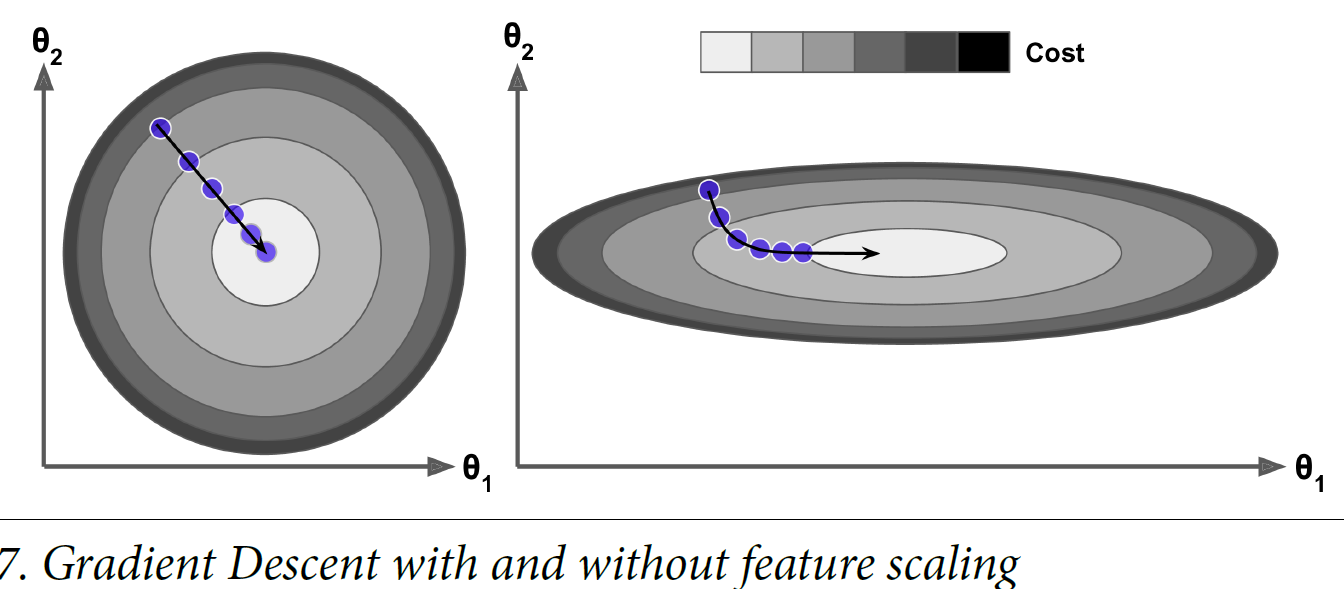 θ₂
θ₁
θ₂
Cost
θ₁
7. Gradient Descent with and without feature scaling